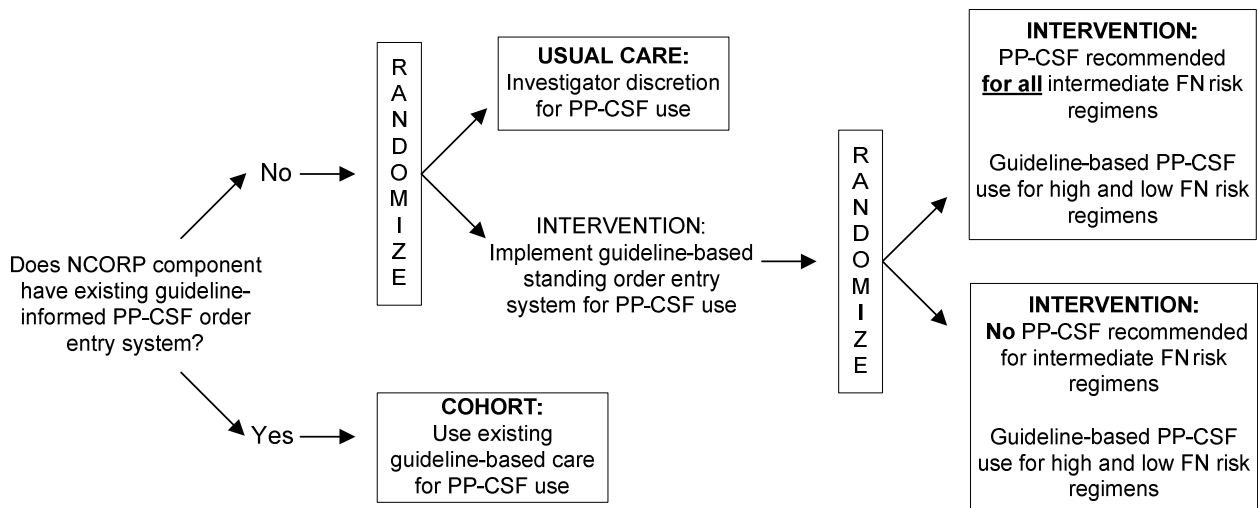 Does NCORP component
have existing guideline-
informed PP-CSF order
entry system?
No
Yes
RANDOMIZE
USUAL CARE:
Investigator discretion
for PP-CSF use
INTERVENTION:
Implement guideline-based
standing order entry
system for PP-CSF use
COHORT:
Use existing
guideline-based care
for PP-CSF use
RANDOMIZE
INTERVENTION:
PP-CSF recommended
for all intermediate FN risk
regimens
Guideline-based PP-CSF
use for high and low FN risk
regimens
INTERVENTION:
No PP-CSF recommended
for intermediate FN risk
regimens
Guideline-based PP-CSF
use for high and low FN risk
regimens